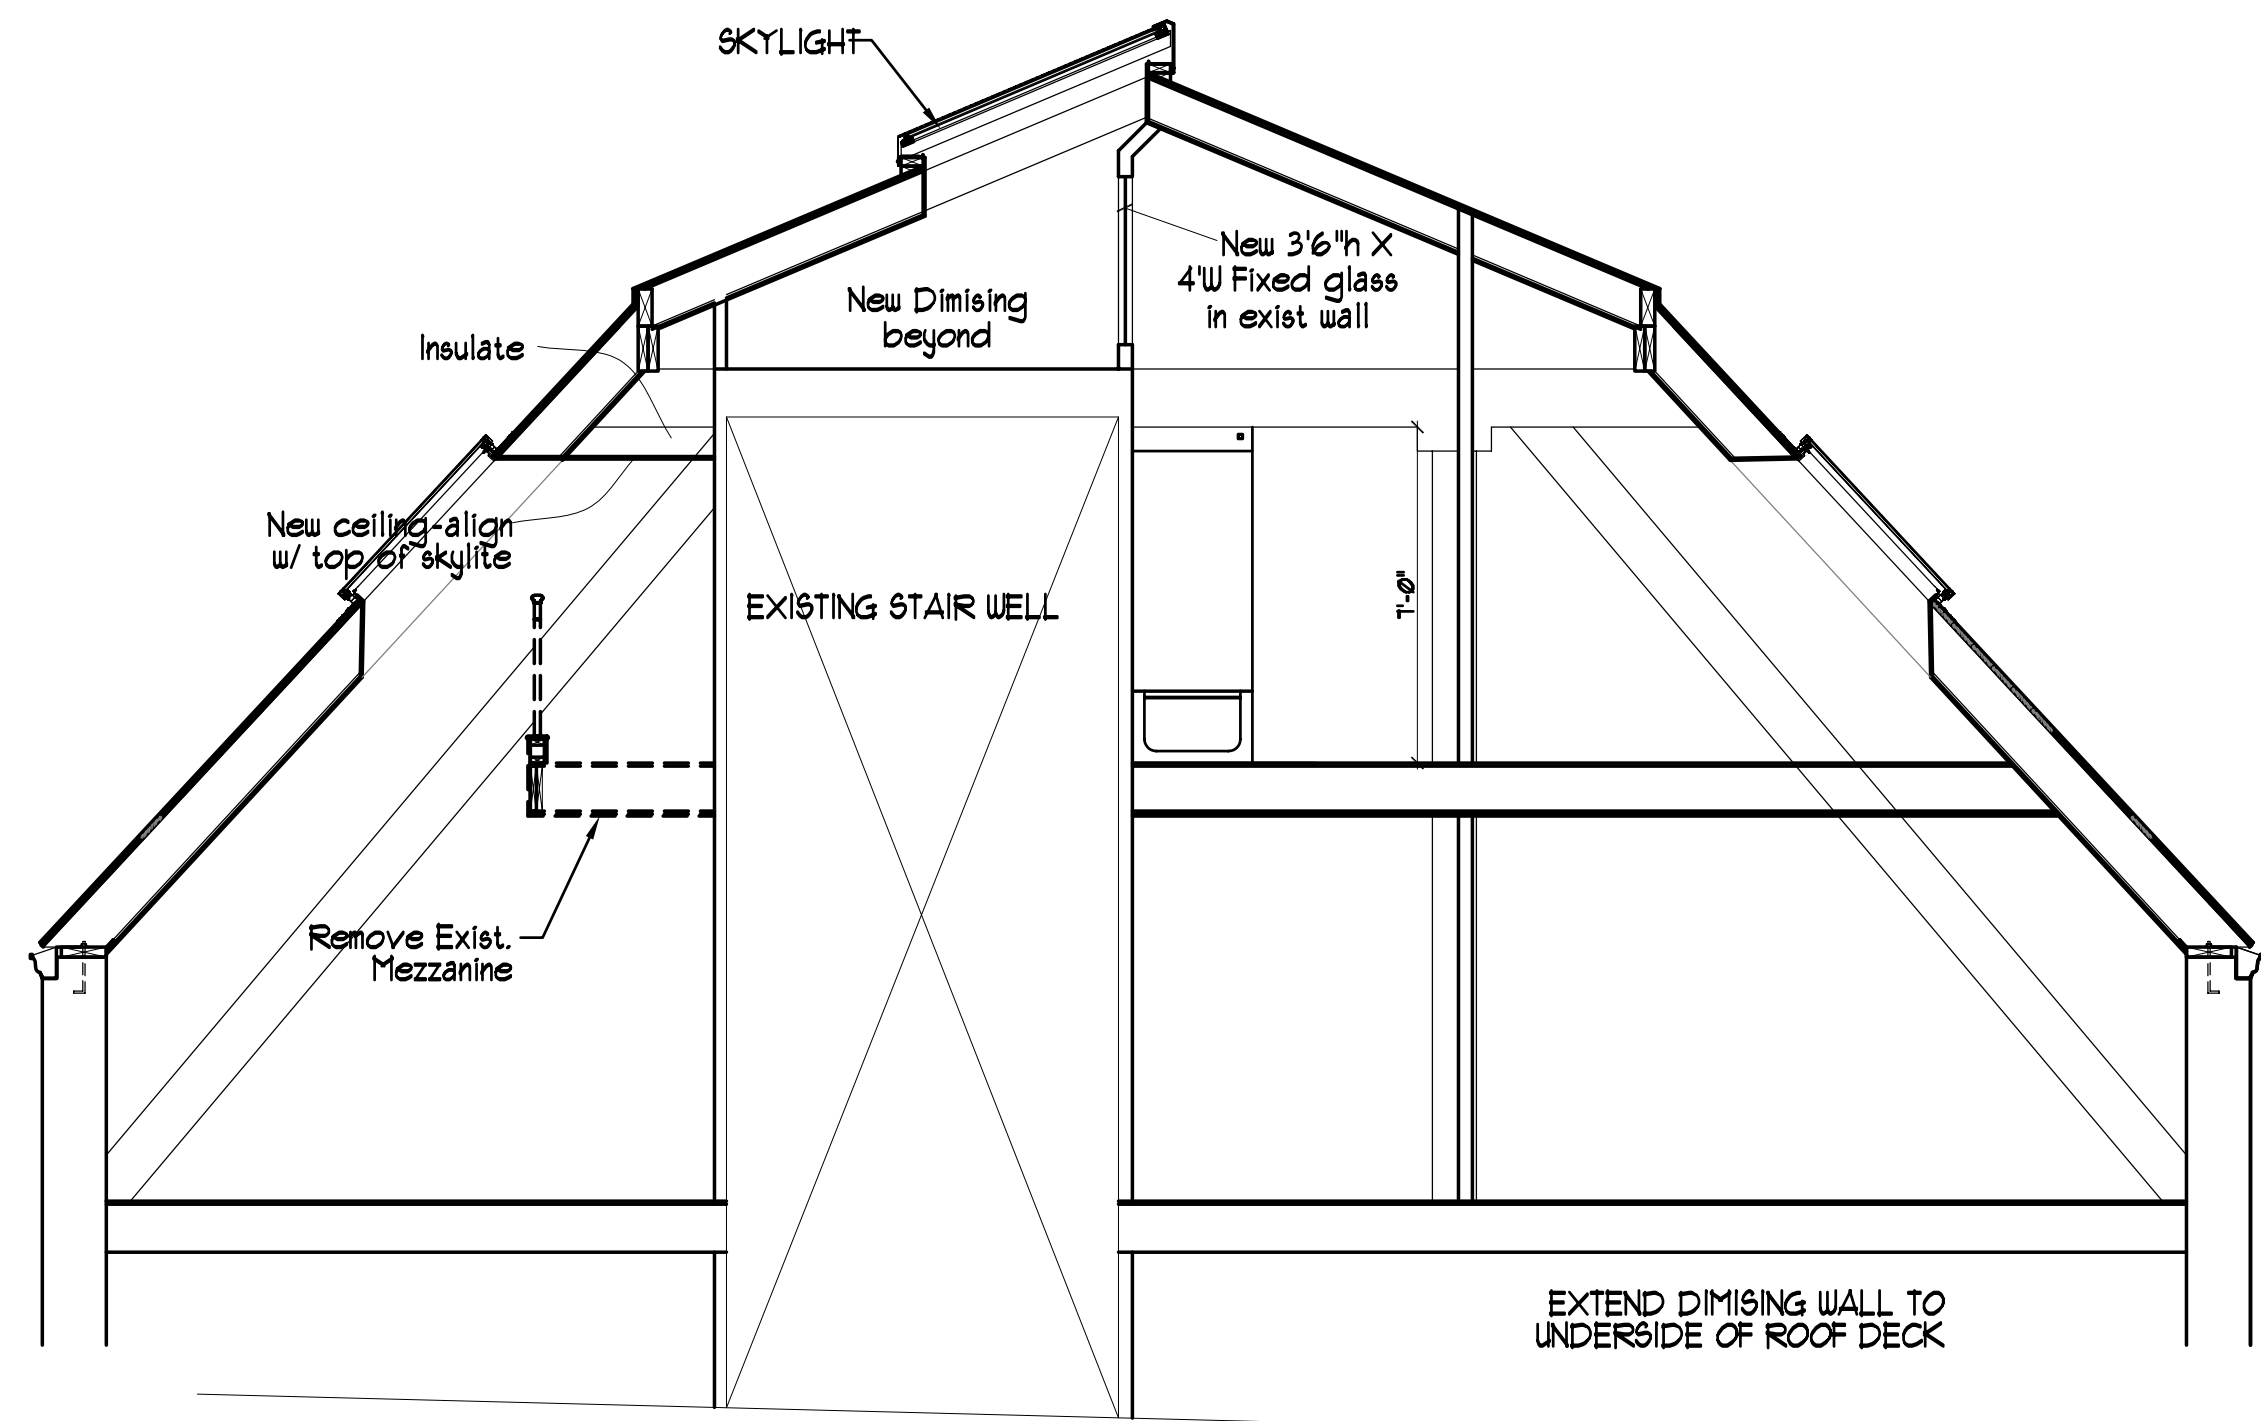 SKYLIGHT
New 3'6"h X
4'W Fixed glass
in exist wall
New Dimising
beyond
Insulate
New ceiling-align
w/ top of skylite
EXISTING STAIR WELL
7'-0"
Remove Exist.
Mezzanine
EXTEND DIMISING WALL TO
UNDERSIDE OF ROOF DECK